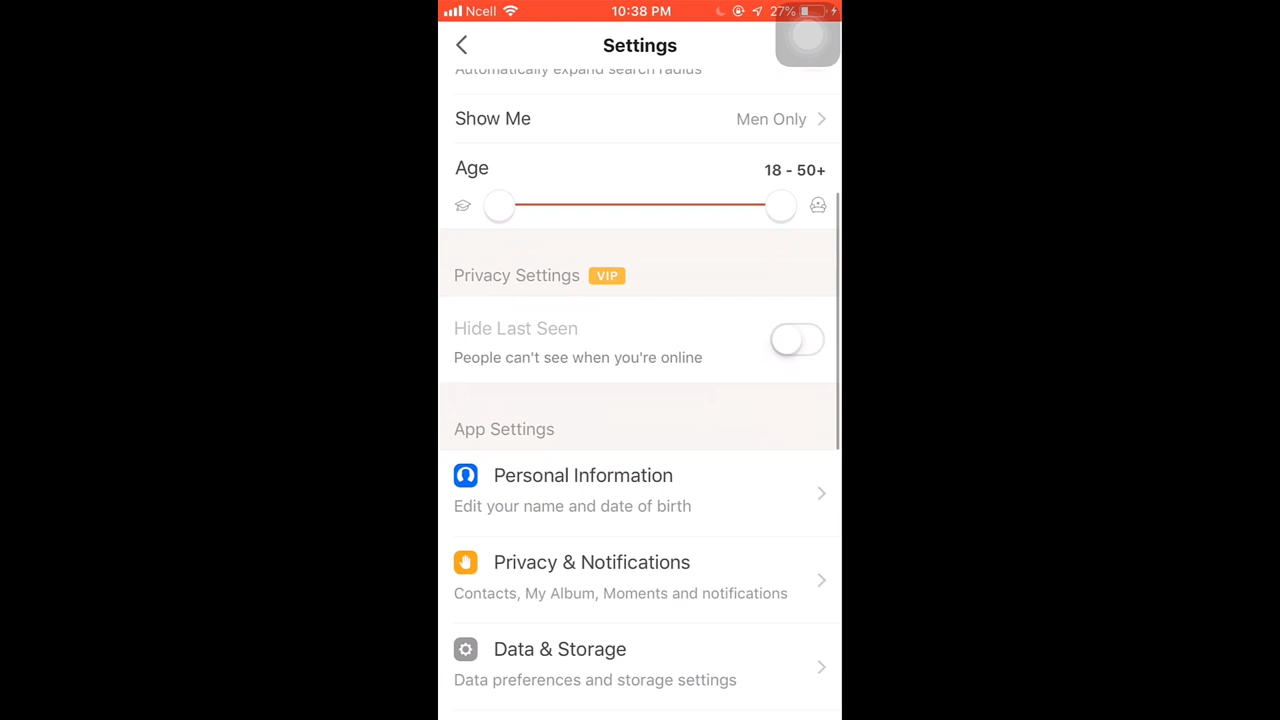 Ncell 10:38 PM 27%
Settings
Automatically expand search radius
Show Me Men Only
Age 18 - 50+
Privacy Settings VIP
Hide Last Seen
People can't see when you're online
App Settings
Personal Information
Edit your name and date of birth
Privacy & Notifications
Contacts, My Album, Moments and notifications
Data & Storage
Data preferences and storage settings